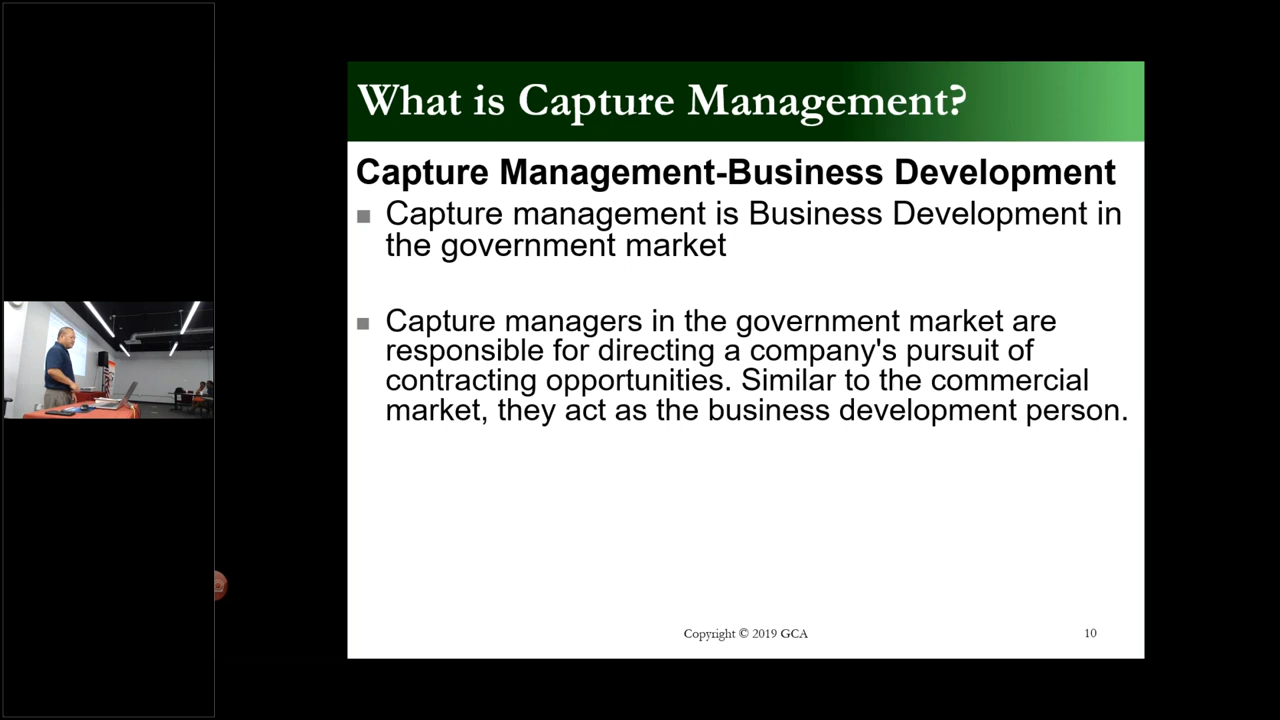 What is Capture Management?
Capture Management-Business Development
Capture management is Business Development in
the government market
Capture managers in the government market are
responsible for directing a company's pursuit of
contracting opportunities. Similar to the commercial
market, they act as the business development person.
Copyright © 2019 GCA
10